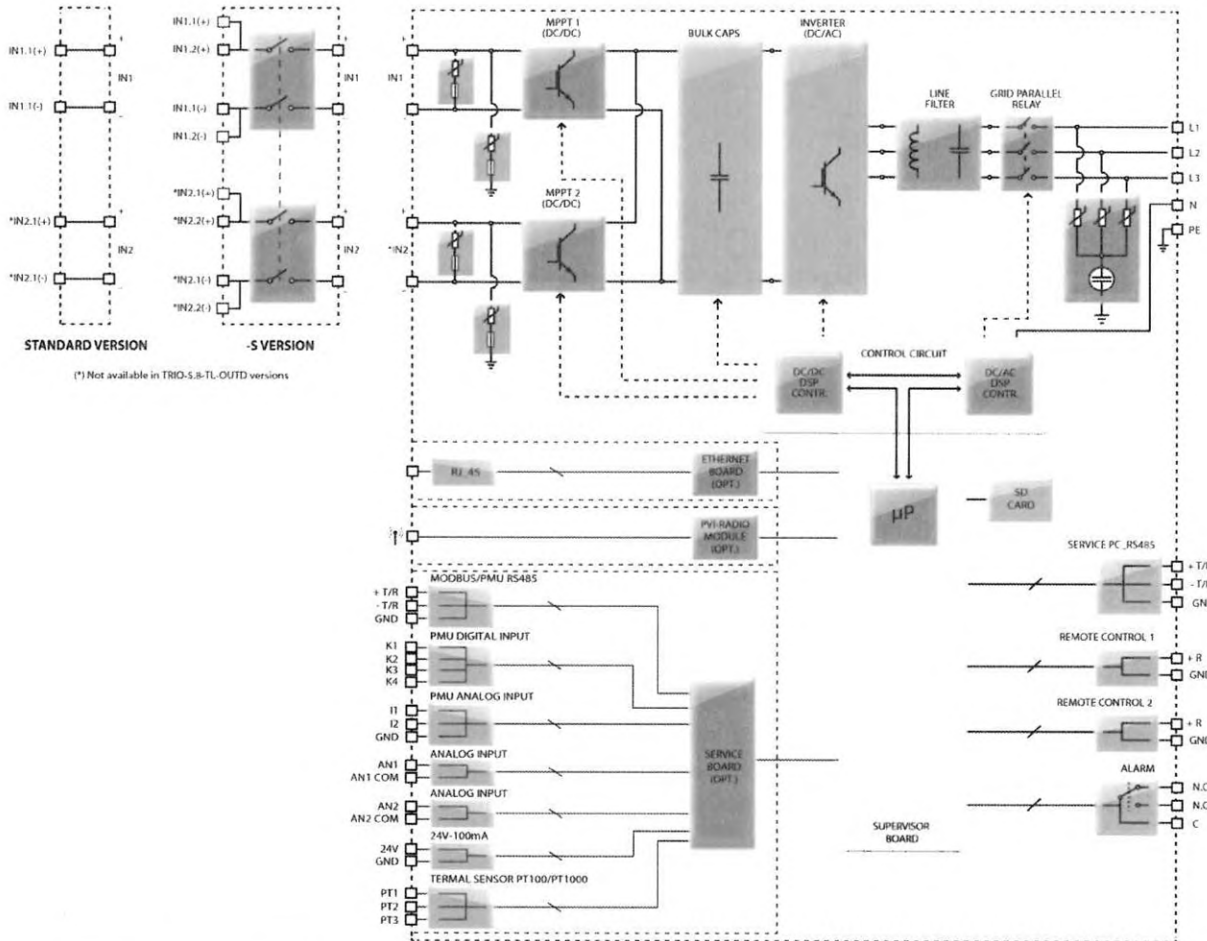 IN1.1(+)
IN1
IN1.1(-)
*IN2.1(+)
IN2
*IN2.1(-)
STANDARD VERSION
IN1.1(+)
IN1.2(+)
IN1
IN1.1(-)
IN1.2(-)
*IN2.1(+)
*IN2.2(+)
IN2
*IN2.1(-)
*IN2.2(-)
-S VERSION
(*) Not available in TRIO-5.8-TL-OUTD versions
IN1
*IN2
MPPT 1
(DC/DC)
MPPT 2
(DC/DC)
BULK CAPS
INVERTER
(DC/AC)
LINE
FILTER
GRID PARALLEL
RELAY
L1
L2
L3
N
PE
CONTROL CIRCUIT
DC/DC
DSP
CONTR.
DC/AC
DSP
CONTR.
RJ_45
ETHERNET
BOARD
(OPT.)
PVI-RADIO
MODULE
(OPT.)
µP
SD
CARD
MODBUS/PMU RS485
+ T/R
- T/R
GND
PMU DIGITAL INPUT
K1
K2
K3
K4
PMU ANALOG INPUT
I1
I2
GND
ANALOG INPUT
AN1
AN1 COM
ANALOG INPUT
AN2
AN2 COM
24V-100mA
24V
GND
TERMAL SENSOR PT100/PT1000
PT1
PT2
PT3
SERVICE
BOARD
(OPT.)
SERVICE PC_RS485
REMOTE CONTROL 1
+ R
REMOTE CONTROL 2
+ R
ALARM
C
SUPERVISOR
BOARD